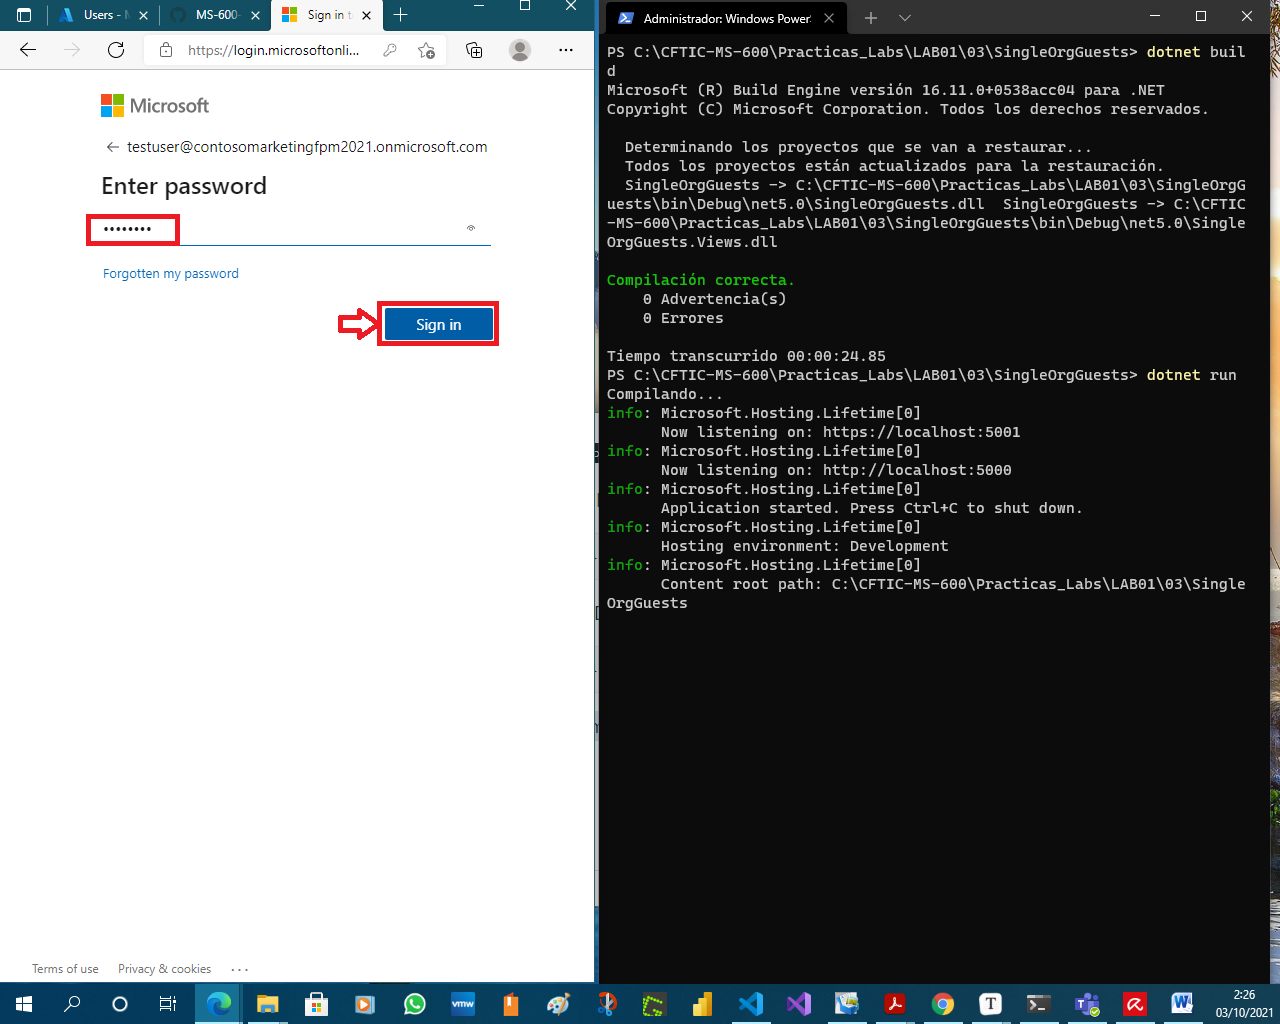 Users - M
MS-600-
Sign in to
https://login.microsoftonli...
Microsoft
testuser@contosomarketingfpm2021.onmicrosoft.com
Enter password
••••••••
Forgotten my password
Sign in
Terms of use
Privacy & cookies
...
Administrador: Windows Power
PS C:\CFTIC-MS-600\Practicas_Labs\LAB01\03\SingleOrgGuests> dotnet buil
d
Microsoft (R) Build Engine versión 16.11.0+0538acc04 para .NET
Copyright (C) Microsoft Corporation. Todos los derechos reservados.
Determinando los proyectos que se van a restaurar...
Todos los proyectos están actualizados para la restauración.
SingleOrgGuests -> C:\CFTIC-MS-600\Practicas_Labs\LAB01\03\SingleOrgG
uests\bin\Debug\net5.0\SingleOrgGuests.dll  SingleOrgGuests -> C:\CFTIC
-MS-600\Practicas_Labs\LAB01\03\SingleOrgGuests\bin\Debug\net5.0\Single
OrgGuests.Views.dll
Compilación correcta.
0 Advertencia(s)
0 Errores
Tiempo transcurrido 00:00:24.85
PS C:\CFTIC-MS-600\Practicas_Labs\LAB01\03\SingleOrgGuests> dotnet run
Compilando...
info: Microsoft.Hosting.Lifetime[0]
Now listening on: https://localhost:5001
info: Microsoft.Hosting.Lifetime[0]
Now listening on: http://localhost:5000
info: Microsoft.Hosting.Lifetime[0]
Application started. Press Ctrl+C to shut down.
info: Microsoft.Hosting.Lifetime[0]
Hosting environment: Development
info: Microsoft.Hosting.Lifetime[0]
Content root path: C:\CFTIC-MS-600\Practicas_Labs\LAB01\03\Single
OrgGuests
vmw
T
2:26
03/10/2021